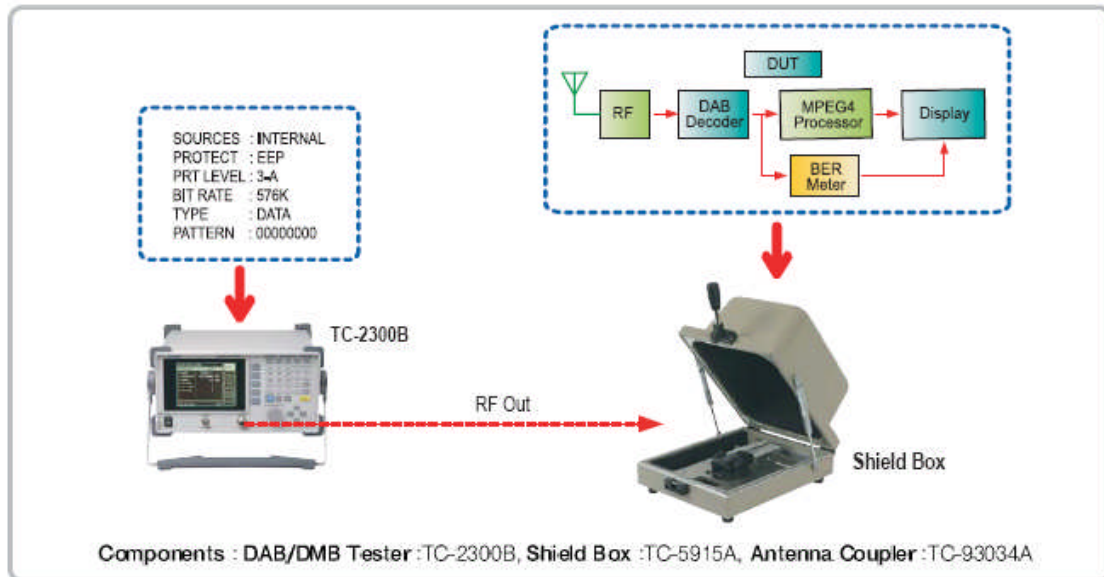 DUT
RF
DAB
Decoder
MPEG4
Processor
Display
BER
Meter
SOURCES : INTERNAL
PROTECT : EEP
PRT LEVEL : 3-A
BIT RATE : 576K
TYPE : DATA
PATTERN : 00000000
TC-2300B
RF Out
Shield Box
Components : DAB/DMB Tester :TC-2300B, Shield Box :TC-5915A, Antenna Coupler :TC-93034A